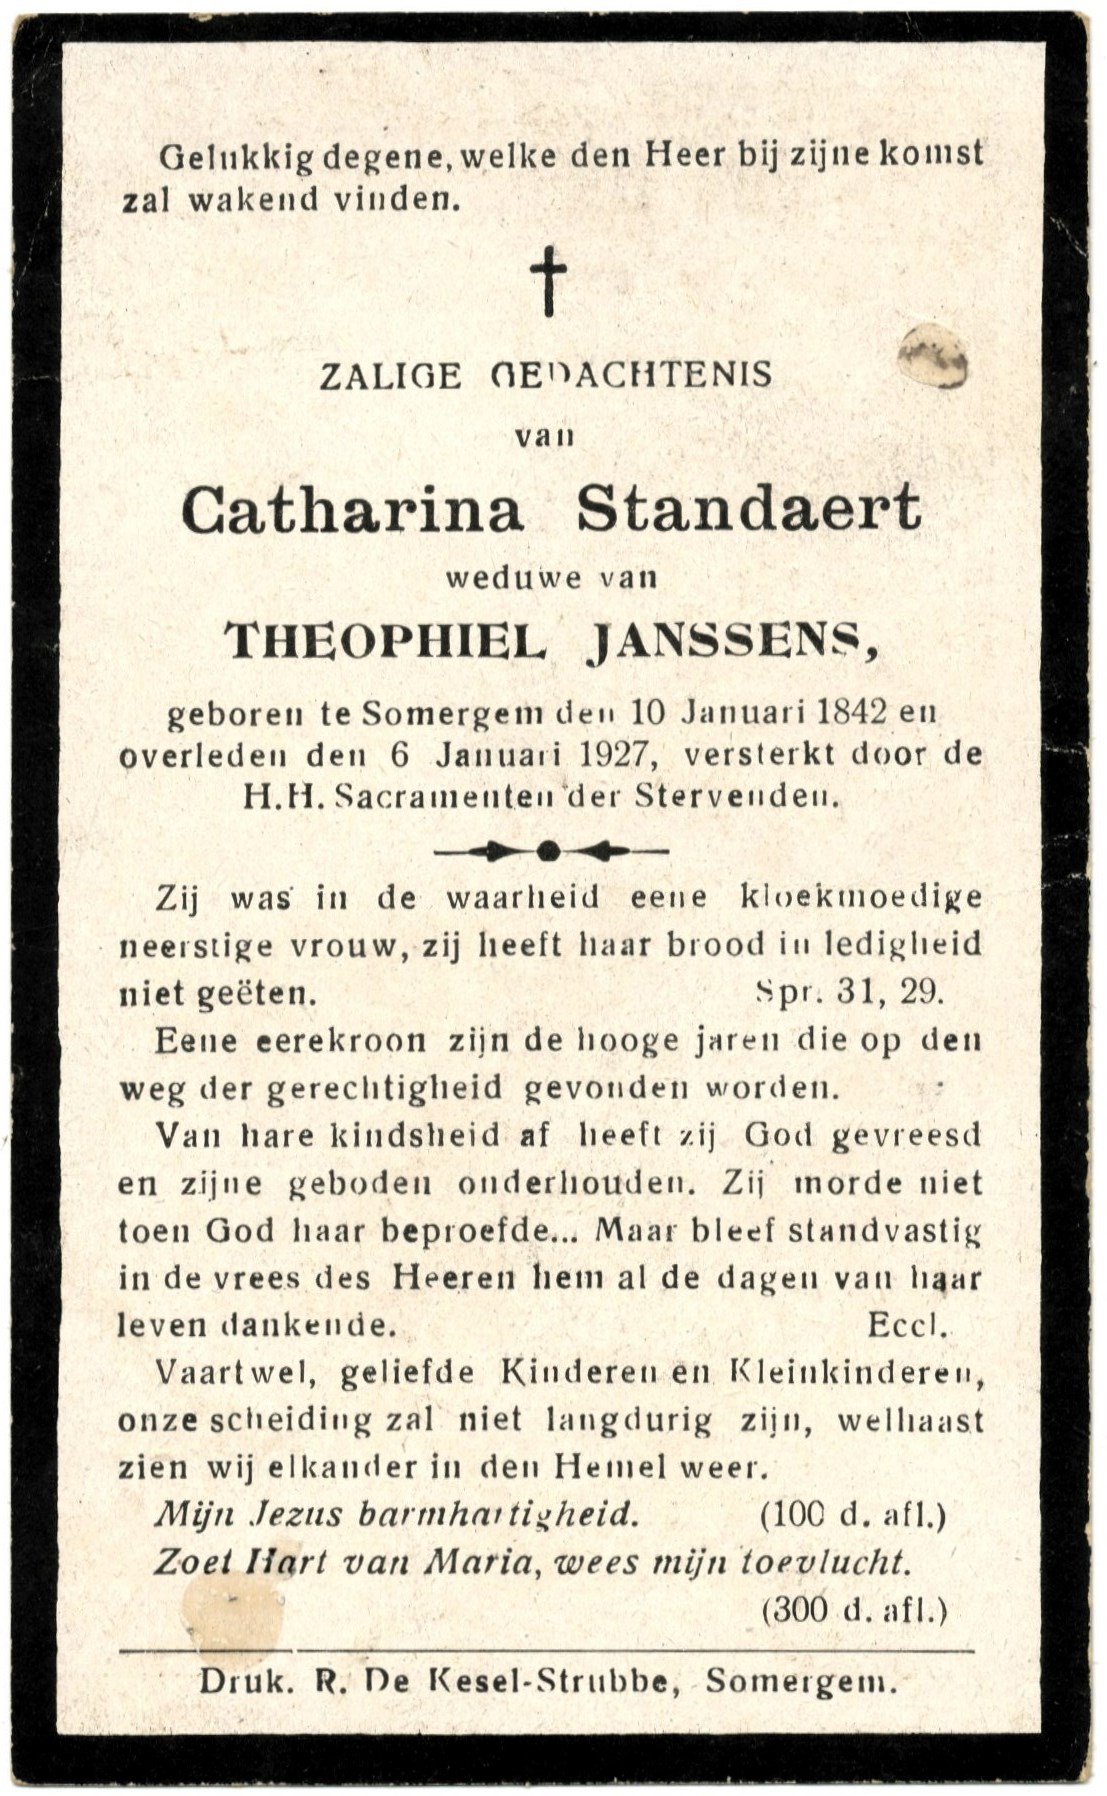 Gelukkig degene, welke den Heer bij zijne komst
zal wakend vinden.
ZALIGE GEDACHTENIS
van
Catharina Standaert
weduwe van
THEOPHIEL JANSSENS,
geboren te Somergem den 10 Januari 1842 en
overleden den 6 Januari 1927, versterkt door de
H.H. Sacramenten der Stervenden.
Zij was in de waarheid eene kloekmoedige
neerstige vrouw, zij heeft haar brood in ledigheid
niet geëten. Spr. 31, 29.
Eene eerekroon zijn de hooge jaren die op den
weg der gerechtigheid gevonden worden.
Van hare kindsheid af heeft zij God gevreesd
en zijne geboden onderhouden. Zij morde niet
toen God haar beproefde... Maar bleef standvastig
in de vrees des Heeren hem al de dagen van haar
leven dankende. Eccl.
Vaartwel, geliefde Kinderen en Kleinkinderen,
onze scheiding zal niet langdurig zijn, welhaast
zien wij elkander in den Hemel weer.
Mijn Jezus barmhartigheid. (100 d. afl.)
Zoet Hart van Maria, wees mijn toevlucht.
(300 d. afl.)
Druk. R. De Kesel-Strubbe, Somergem.